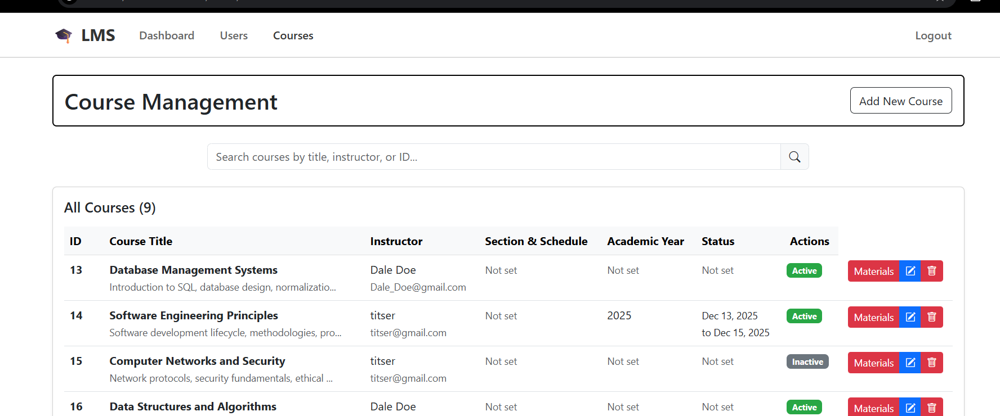 LMS Dashboard Users Courses Logout
Course Management Add New Course
Search courses by title, instructor, or ID...
All Courses (9)
ID Course Title Instructor Section & Schedule Academic Year Status Actions
13 Database Management Systems Dale Doe Not set Not set Not set Active Materials
Introduction to SQL, database design, normalizatio... Dale_Doe@gmail.com
14 Software Engineering Principles titser Not set 2025 Dec 13, 2025 Active Materials
Software development lifecycle, methodologies, pro... titser@gmail.com to Dec 15, 2025
15 Computer Networks and Security titser Not set Not set Not set Inactive Materials
Network protocols, security fundamentals, ethical ... titser@gmail.com
16 Data Structures and Algorithms Dale Doe Not set Not set Not set Active Materials